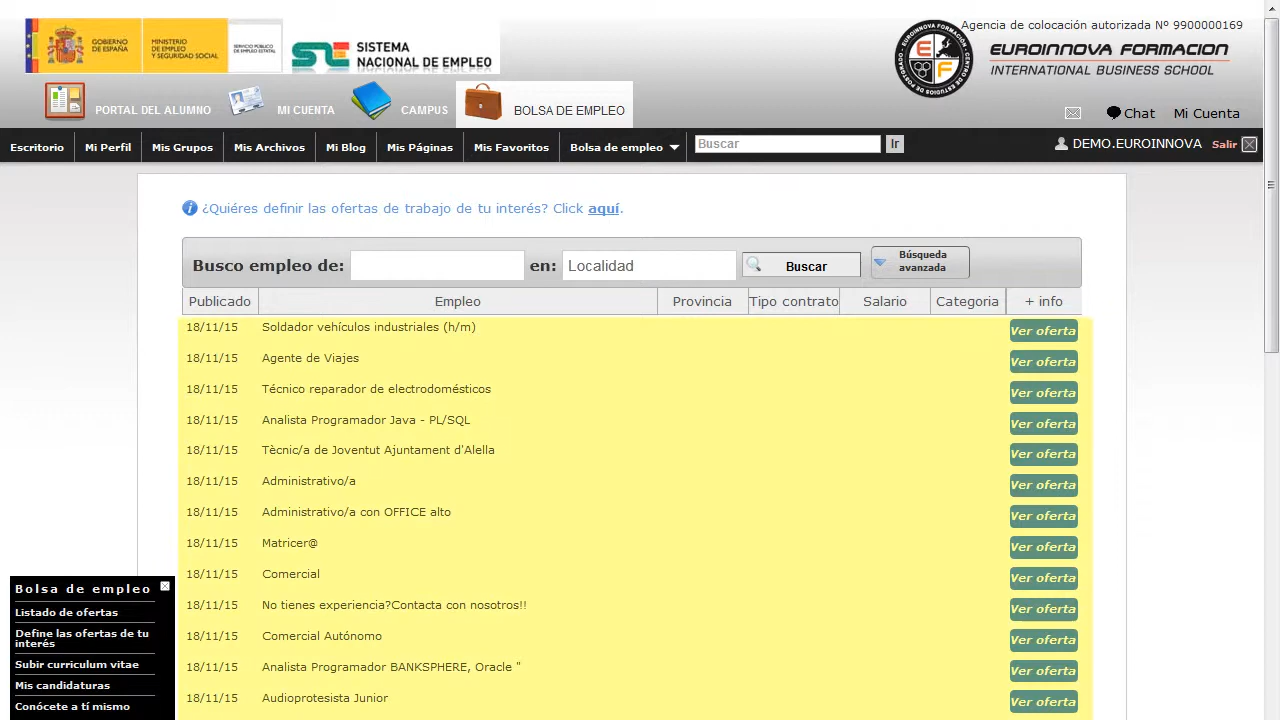 Agencia de colocación autorizada Nº 9900000169
GOBIERNO DE ESPAÑA
MINISTERIO DE EMPLEO Y SEGURIDAD SOCIAL
SERVICIO PÚBLICO DE EMPLEO ESTATAL
SISTEMA NACIONAL DE EMPLEO
EUROINNOVA FORMACION
INTERNATIONAL BUSINESS SCHOOL
PORTAL DEL ALUMNO MI CUENTA CAMPUS BOLSA DE EMPLEO
Chat Mi Cuenta
Escritorio Mi Perfil Mis Grupos Mis Archivos Mi Blog Mis Páginas Mis Favoritos Bolsa de empleo Buscar Ir DEMO.EUROINNOVA Salir
¿Quiéres definir las ofertas de trabajo de tu interés? Click aquí.
Busco empleo de: en: Localidad Buscar Búsqueda avanzada
Publicado Empleo Provincia Tipo contrato Salario Categoria + info
18/11/15 Soldador vehículos industriales (h/m) Ver oferta
18/11/15 Agente de Viajes Ver oferta
18/11/15 Técnico reparador de electrodomésticos Ver oferta
18/11/15 Analista Programador Java - PL/SQL Ver oferta
18/11/15 Tècnic/a de Joventut Ajuntament d'Alella Ver oferta
18/11/15 Administrativo/a Ver oferta
18/11/15 Administrativo/a con OFFICE alto Ver oferta
18/11/15 Matricer@ Ver oferta
18/11/15 Comercial Ver oferta
18/11/15 No tienes experiencia?Contacta con nosotros!! Ver oferta
18/11/15 Comercial Autónomo Ver oferta
18/11/15 Analista Programador BANKSPHERE, Oracle " Ver oferta
18/11/15 Audioprotesista Junior Ver oferta
Bolsa de empleo
Listado de ofertas
Define las ofertas de tu
interés
Subir curriculum vitae
Mis candidaturas
Conócete a tí mismo